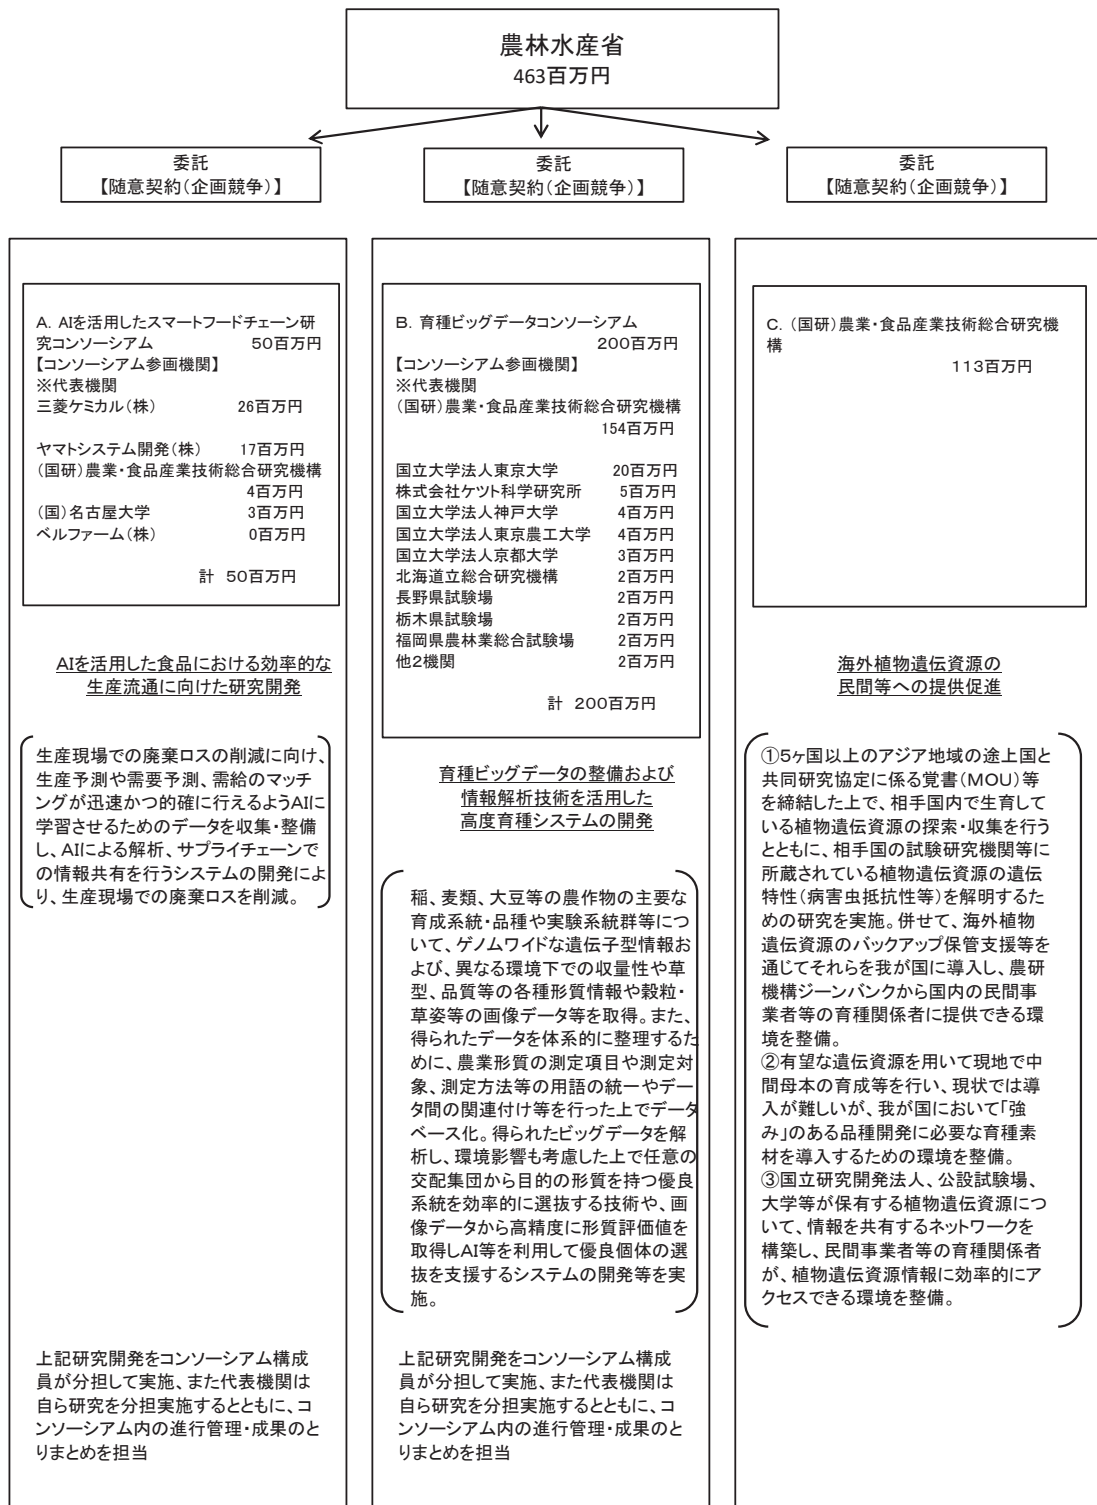 農林水産省
463百万円
委託
【随意契約(企画競争)】
委託
【随意契約(企画競争)】
委託
【随意契約(企画競争)】
A. AIを活用したスマートフードチェーン研
究コンソーシアム 50百万円
【コンソーシアム参画機関】
※代表機関
三菱ケミカル(株) 26百万円
ヤマトシステム開発(株) 17百万円
(国研)農業・食品産業技術総合研究機構
4百万円
(国)名古屋大学 3百万円
ベルファーム(株) 0百万円
計 50百万円
AIを活用した食品における効率的な
生産流通に向けた研究開発
生産現場での廃棄ロスの削減に向け、
生産予測や需要予測、需給のマッチ
ングが迅速かつ的確に行えるようAIに
学習させるためのデータを収集・整備
し、AIによる解析、サプライチェーンで
の情報共有を行うシステムの開発によ
り、生産現場での廃棄ロスを削減。
上記研究開発をコンソーシアム構成
員が分担して実施、また代表機関は
自ら研究を分担実施するとともに、コ
ンソーシアム内の進行管理・成果のと
りまとめを担当
B. 育種ビッグデータコンソーシアム
200百万円
【コンソーシアム参画機関】
※代表機関
(国研)農業・食品産業技術総合研究機構
154百万円
国立大学法人東京大学 20百万円
株式会社ケツト科学研究所 5百万円
国立大学法人神戸大学 4百万円
国立大学法人東京農工大学 4百万円
国立大学法人京都大学 3百万円
北海道立総合研究機構 2百万円
長野県試験場 2百万円
栃木県試験場 2百万円
福岡県農林業総合試験場 2百万円
他2機関 2百万円
計 200百万円
育種ビッグデータの整備および
情報解析技術を活用した
高度育種システムの開発
稲、麦類、大豆等の農作物の主要な
育成系統・品種や実験系統群等につ
いて、ゲノムワイドな遺伝子型情報お
よび、異なる環境下での収量性や草
型、品質等の各種形質情報や穀粒・
草姿等の画像データ等を取得。また、
得られたデータを体系的に整理するた
めに、農業形質の測定項目や測定対
象、測定方法等の用語の統一やデー
タ間の関連付け等を行った上でデータ
ベース化。得られたビッグデータを解
析し、環境影響も考慮した上で任意の
交配集団から目的の形質を持つ優良
系統を効率的に選抜する技術や、画
像データから高精度に形質評価値を
取得しAI等を利用して優良個体の選
抜を支援するシステムの開発等を実
施。
上記研究開発をコンソーシアム構成
員が分担して実施、また代表機関は
自ら研究を分担実施するとともに、コ
ンソーシアム内の進行管理・成果のと
りまとめを担当
C. (国研)農業・食品産業技術総合研究機
構
113百万円
海外植物遺伝資源の
民間等への提供促進
①5ヶ国以上のアジア地域の途上国と
共同研究協定に係る覚書(MOU)等
を締結した上で、相手国内で生育して
いる植物遺伝資源の探索・収集を行う
とともに、相手国の試験研究機関等に
所蔵されている植物遺伝資源の遺伝
特性(病害虫抵抗性等)を解明するた
めの研究を実施。併せて、海外植物
遺伝資源のバックアップ保管支援等を
通じてそれらを我が国に導入し、農研
機構ジーンバンクから国内の民間事
業者等の育種関係者に提供できる環
境を整備。
②有望な遺伝資源を用いて現地で中
間母本の育成等を行い、現状では導
入が難しいが、我が国において「強
み」のある品種開発に必要な育種素
材を導入するための環境を整備。
③国立研究開発法人、公設試験場、
大学等が保有する植物遺伝資源につ
いて、情報を共有するネットワークを
構築し、民間事業者等の育種関係者
が、植物遺伝資源情報に効率的にア
クセスできる環境を整備。